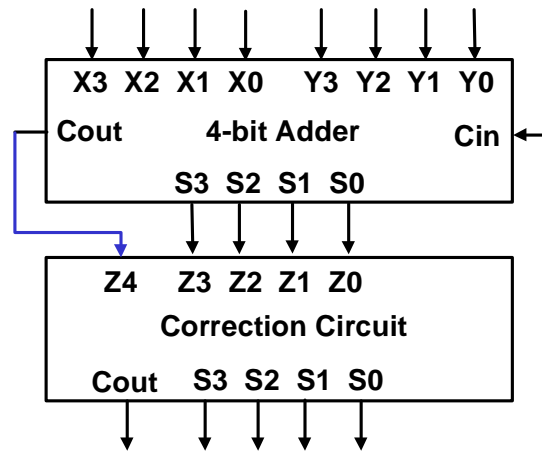 X3 X2 X1 X0 Y3 Y2 Y1 Y0
Cout 4-bit Adder Cin
S3 S2 S1 S0
Z4 Z3 Z2 Z1 Z0
Correction Circuit
Cout S3 S2 S1 S0